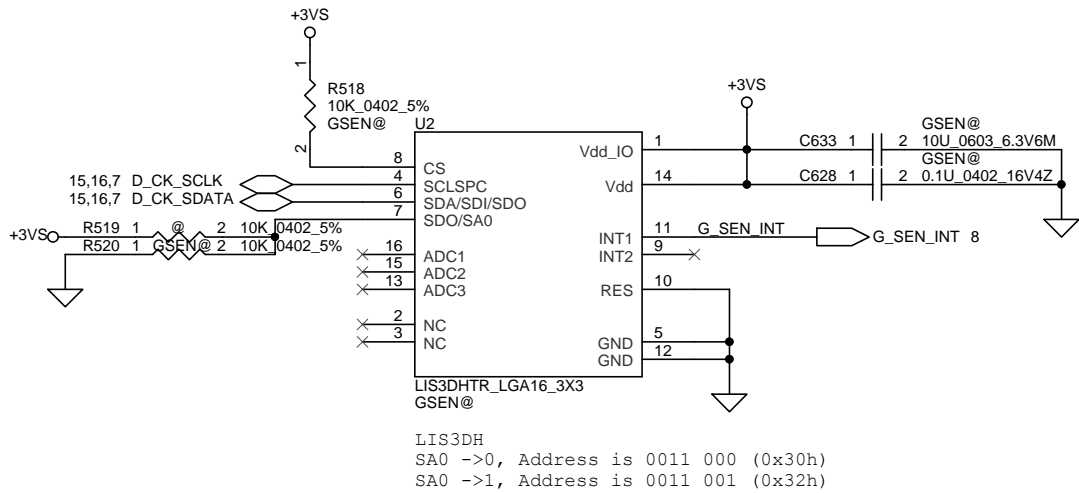 +3VS
1
R518
10K_0402_5%
GSEN@
2
U2
+3VS
8 CS
15,16,7 D_CK_SCLK 4 SCLSPC
15,16,7 D_CK_SDATA 6 SDA/SDI/SDO
7 SDO/SA0
+3VS R519 1 @ 2 10K_0402_5%
R520 1 GSEN@ 2 10K_0402_5%
16 ADC1
15 ADC2
13 ADC3
2 NC
3 NC
Vdd_IO 1
Vdd 14
GSEN@
C633 1 2 10U_0603_6.3V6M
GSEN@
C628 1 2 0.1U_0402_16V4Z
INT1 11 G_SEN_INT G_SEN_INT 8
INT2 9
RES 10
GND 5
GND 12
LIS3DHTR_LGA16_3X3
GSEN@
LIS3DH
SA0 ->0, Address is 0011 000 (0x30h)
SA0 ->1, Address is 0011 001 (0x32h)